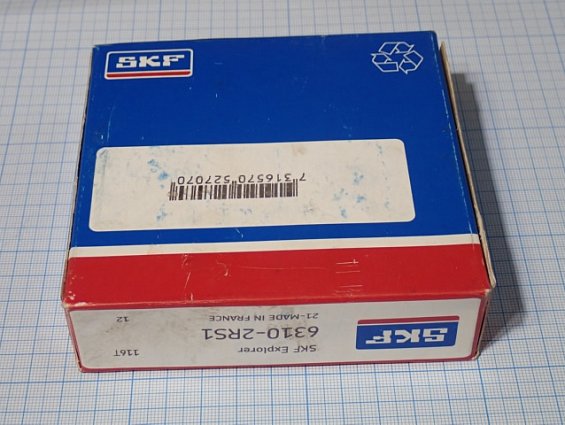 SKF
7 316570 527070
SKF
SKF Explorer
6310-2RS1
21-MADE IN FRANCE
116T
12